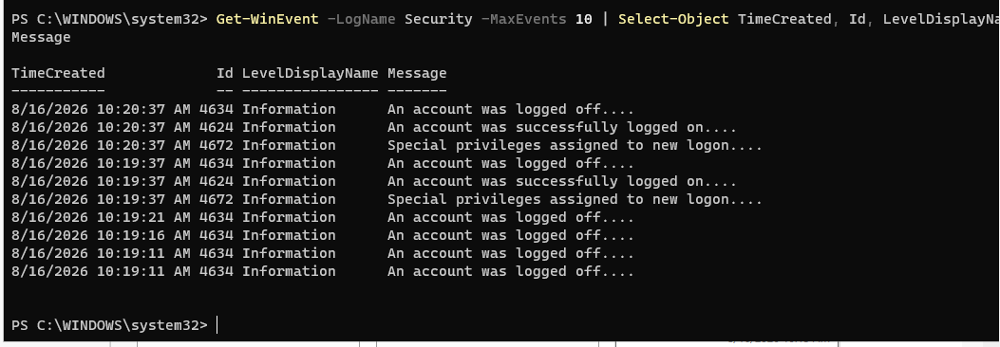 PS C:\WINDOWS\system32> Get-WinEvent -LogName Security -MaxEvents 10 | Select-Object TimeCreated, Id, LevelDisplayNa
Message
TimeCreated Id LevelDisplayName Message
----------- -- ---------------- -------
8/16/2026 10:20:37 AM 4634 Information An account was logged off....
8/16/2026 10:20:37 AM 4624 Information An account was successfully logged on....
8/16/2026 10:20:37 AM 4672 Information Special privileges assigned to new logon....
8/16/2026 10:19:37 AM 4634 Information An account was logged off....
8/16/2026 10:19:37 AM 4624 Information An account was successfully logged on....
8/16/2026 10:19:37 AM 4672 Information Special privileges assigned to new logon....
8/16/2026 10:19:21 AM 4634 Information An account was logged off....
8/16/2026 10:19:16 AM 4634 Information An account was logged off....
8/16/2026 10:19:11 AM 4634 Information An account was logged off....
8/16/2026 10:19:11 AM 4634 Information An account was logged off....
PS C:\WINDOWS\system32>